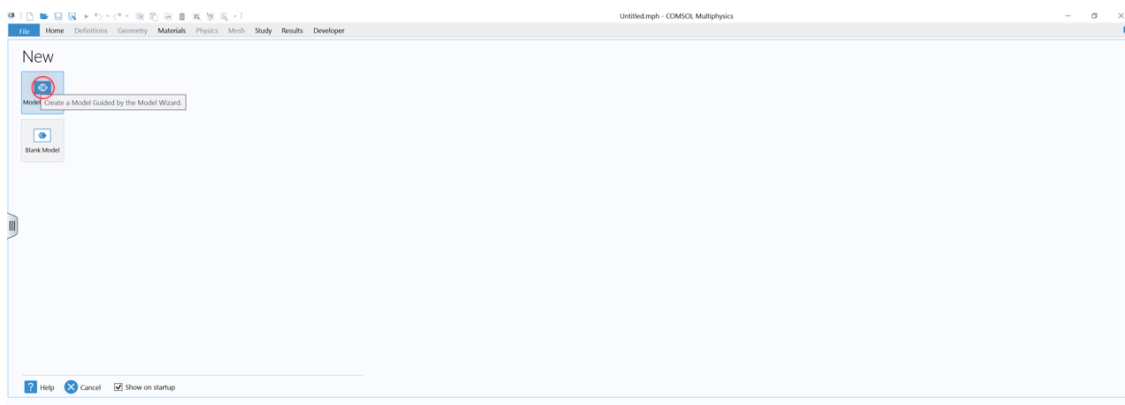 Untitled.mph - COMSOL Multiphysics
File Home Definitions Geometry Materials Physics Mesh Study Results Developer
New
Model
Create a Model Guided by the Model Wizard.
Blank Model
Help Cancel Show on startup